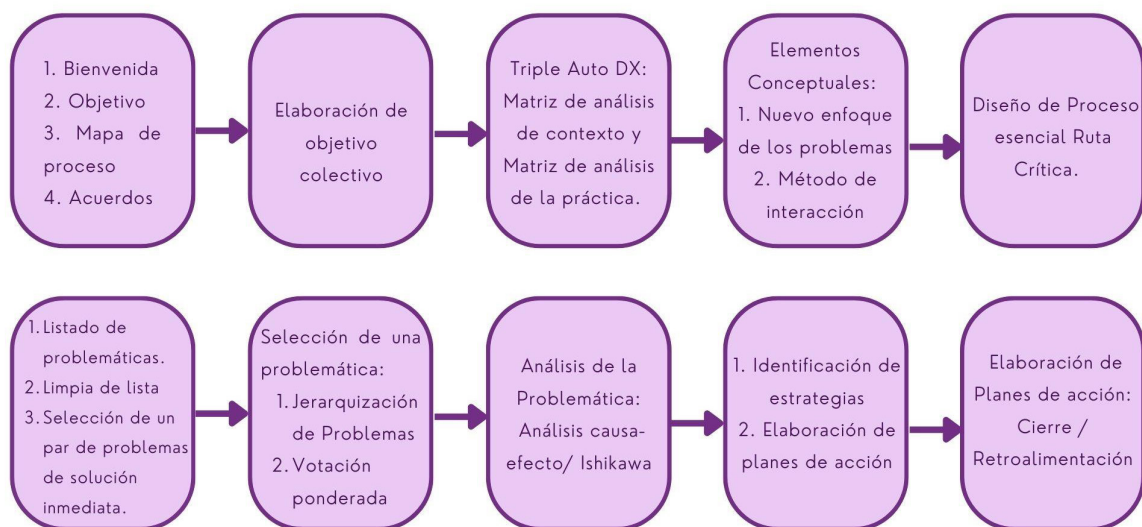 1. Bienvenida
2. Objetivo
3. Mapa de
proceso
4. Acuerdos
Elaboración de
objetivo
colectivo
Triple Auto DX:
Matriz de análisis
de contexto y
Matriz de análisis
de la práctica.
Elementos
Conceptuales:
1. Nuevo enfoque
de los problemas
2. Método de
interacción
Diseño de Proceso
esencial Ruta
Crítica.
1. Listado de
problemáticas.
2. Limpia de lista
3. Selección de un
par de problemas
de solución
inmediata.
Selección de una
problemática:
1. Jerarquización
de Problemas
2. Votación
ponderada
Análisis de la
Problemática:
Análisis causa-
efecto/ Ishikawa
1. Identificación de
estrategias
2. Elaboración de
planes de acción
Elaboración de
Planes de acción:
Cierre /
Retroalimentación